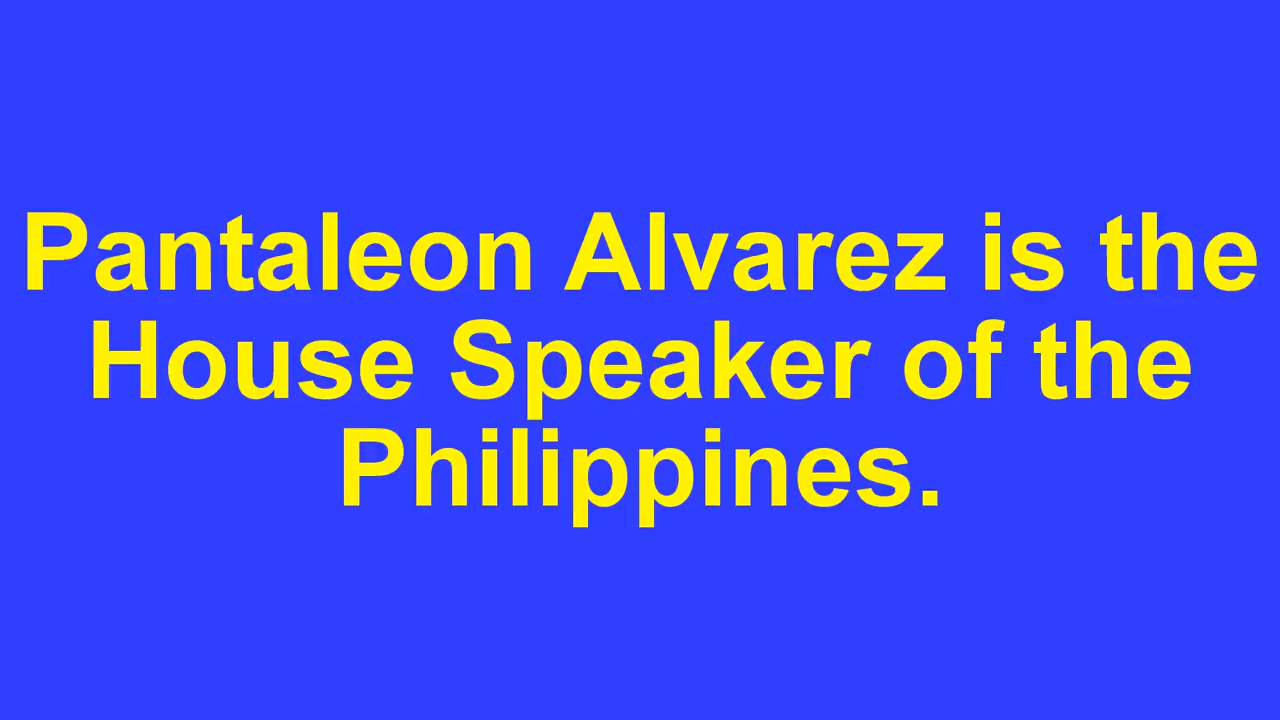 Pantaleon Alvarez is the
House Speaker of the
Philippines.